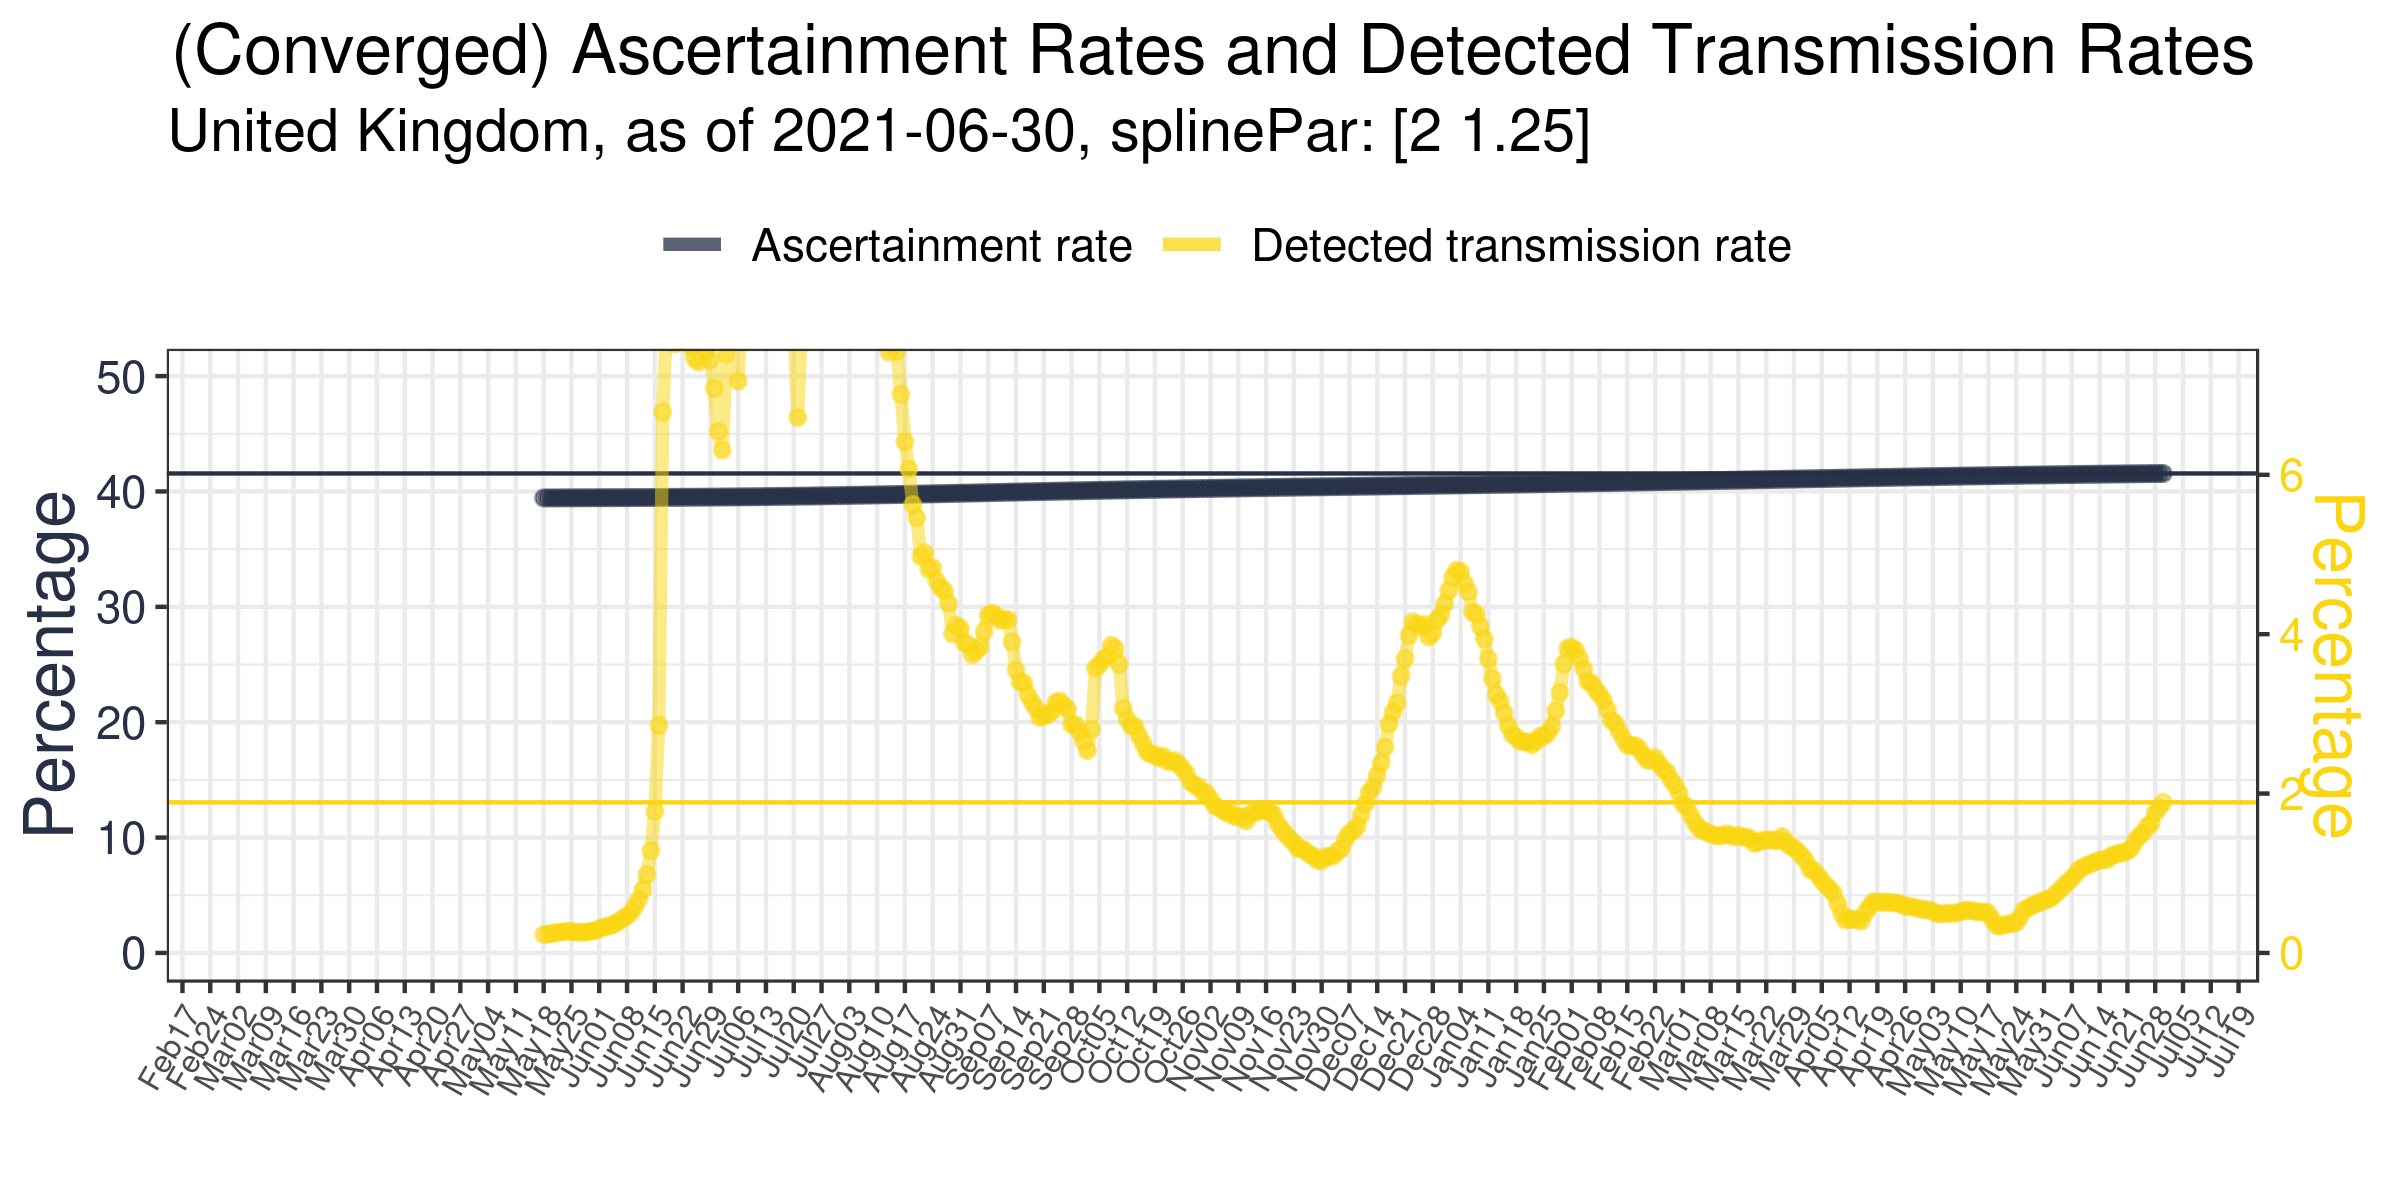 (Converged) Ascertainment Rates and Detected Transmission Rates
United Kingdom, as of 2021-06-30, splinePar: [2 1.25]
Ascertainment rate
Detected transmission rate
Percentage
50
40
30
20
10
0
6
4
2
0
Percentage
Feb17
Feb24
Mar02
Mar09
Mar16
Mar23
Mar30
Apr06
Apr13
Apr20
Apr27
May04
May11
May18
May25
Jun01
Jun08
Jun15
Jun22
Jun29
Jul06
Jul13
Jul20
Jul27
Aug03
Aug10
Aug17
Aug24
Aug31
Sep07
Sep14
Sep21
Sep28
Oct05
Oct12
Oct19
Oct26
Nov02
Nov09
Nov16
Nov23
Nov30
Dec07
Dec14
Dec21
Dec28
Jan04
Jan11
Jan18
Jan25
Feb01
Feb08
Feb15
Feb22
Mar01
Mar08
Mar15
Mar22
Mar29
Apr05
Apr12
Apr19
Apr26
May03
May10
May17
May24
May31
Jun07
Jun14
Jun21
Jun28
Jul05
Jul12
Jul19